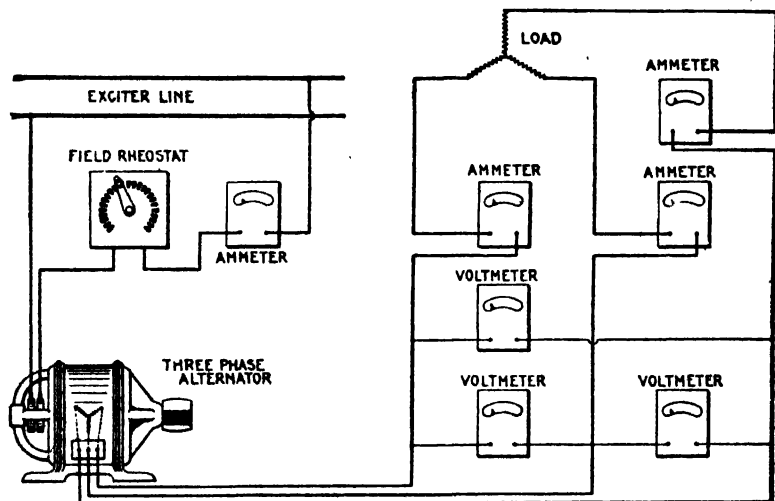 LOAD
AMMETER
EXCITER LINE
FIELD RHEOSTAT
AMMETER
AMMETER
AMMETER
VOLTMETER
THREE PHASE
ALTERNATOR
VOLTMETER
VOLTMETER